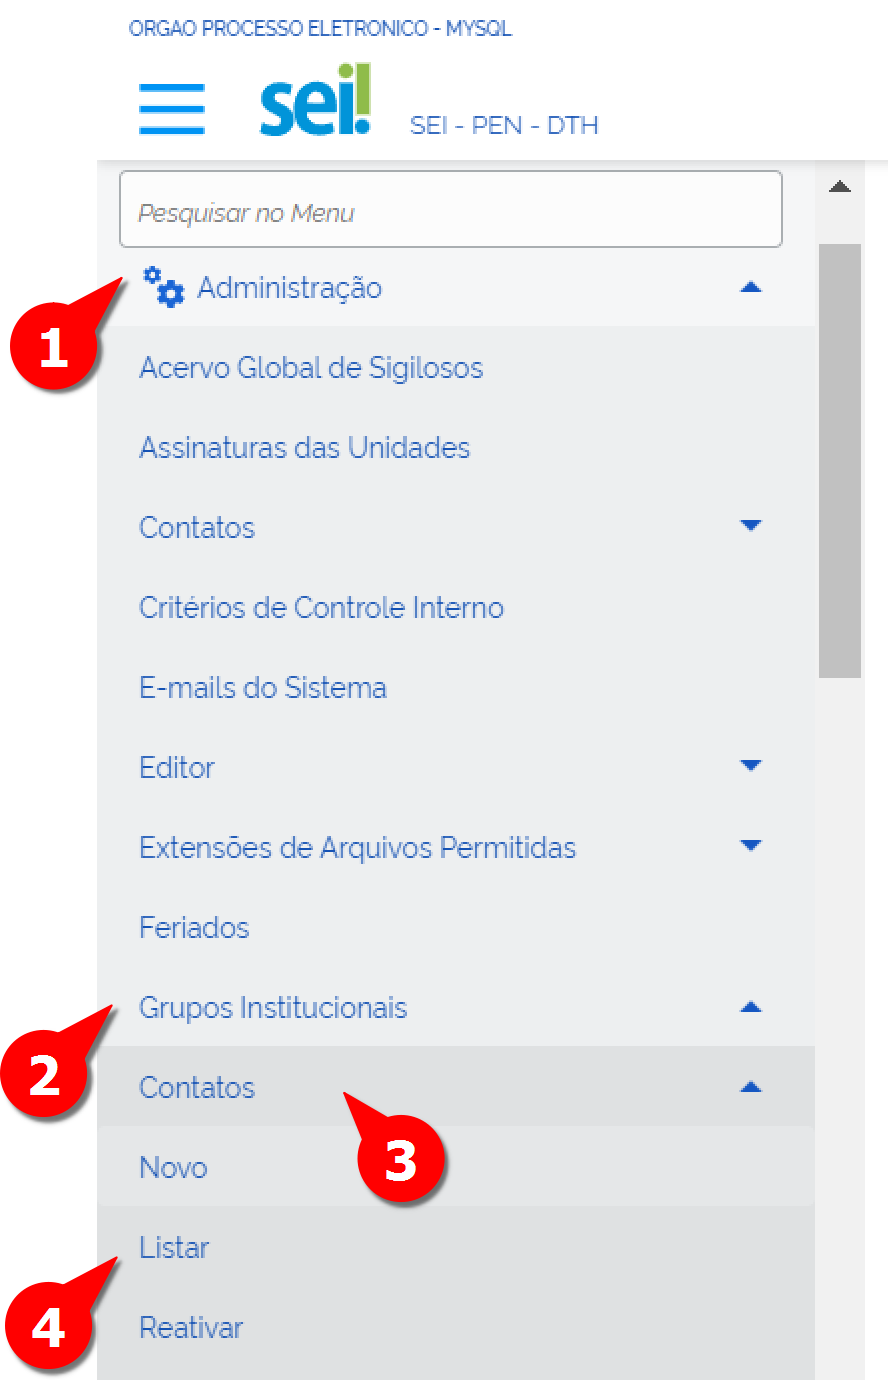 ORGAO PROCESSO ELETRONICO - MYSQL
sei!
SEI - PEN - DTH
Pesquisar no Menu
Administração
1
Acervo Global de Sigilosos
Assinaturas das Unidades
Contatos
Critérios de Controle Interno
E-mails do Sistema
Editor
Extensões de Arquivos Permitidas
Feriados
Grupos Institucionais
2
Contatos
3
Novo
Listar
4
Reativar